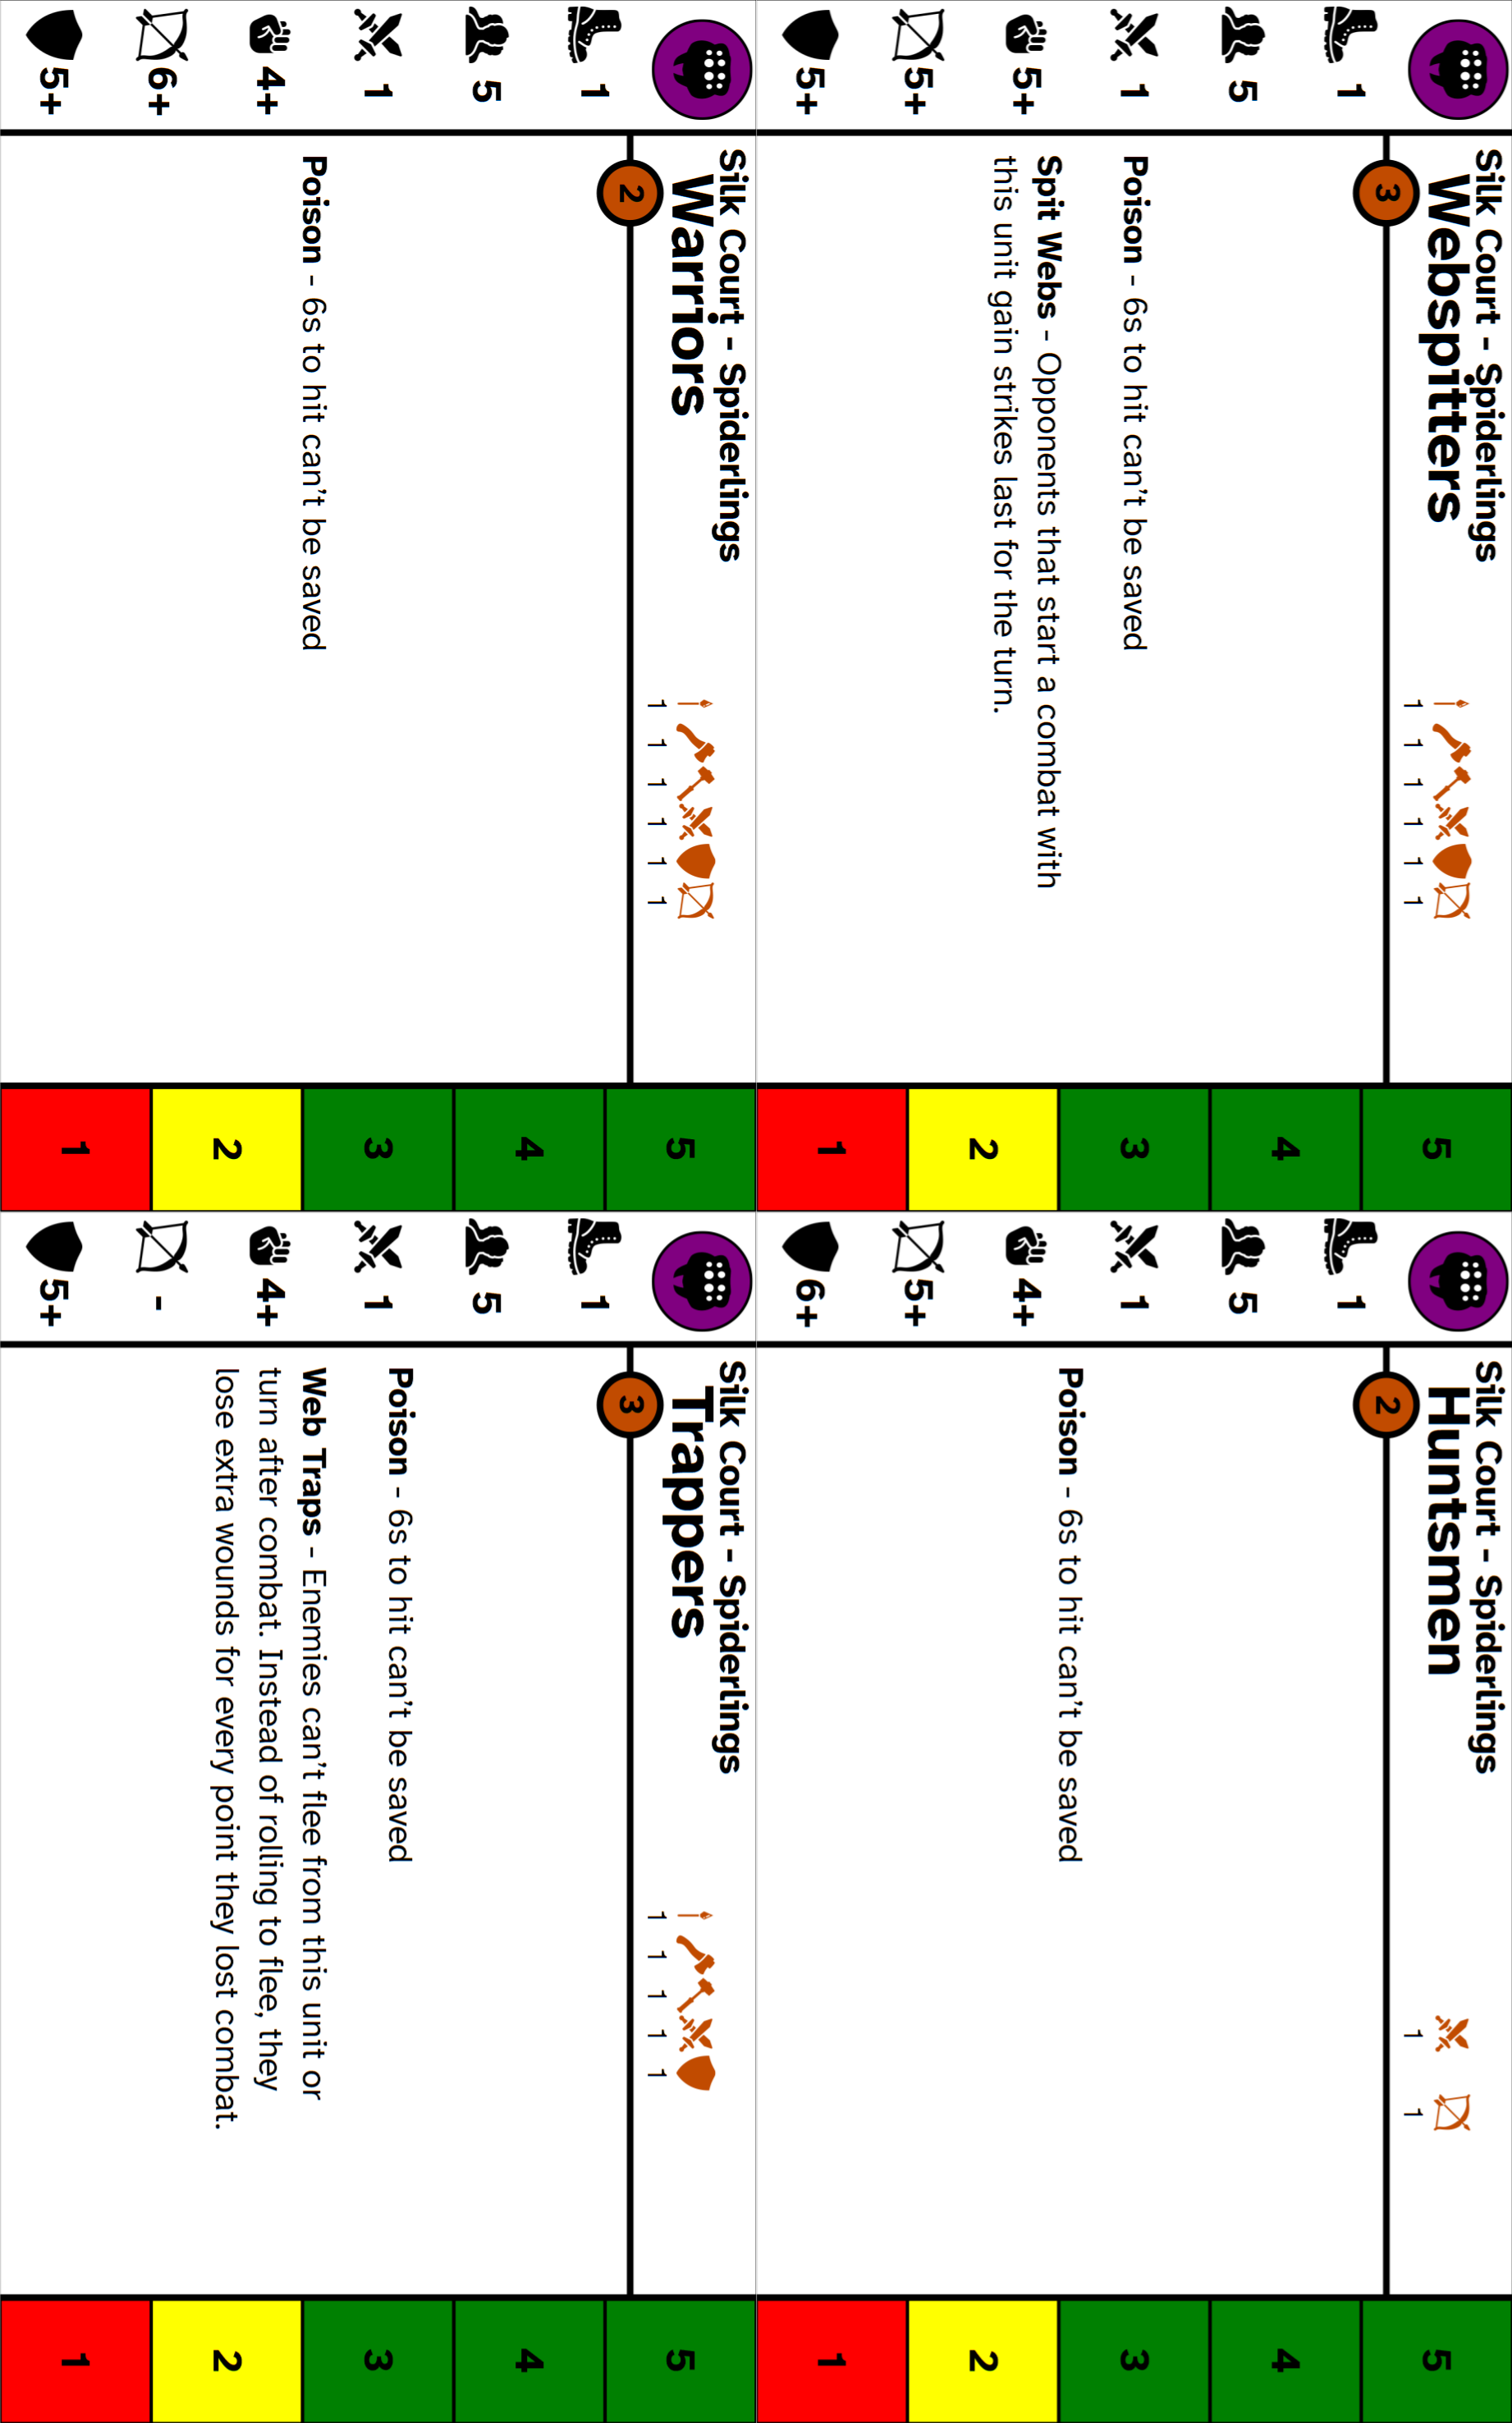 Silk Court - Spiderlings
Webspitters
1 1 1 1 1 1
3
1
5
1
5+
5+
5+
Poison - 6s to hit can't be saved
Spit Webs - Opponents that start a combat with
this unit gain strikes last for the turn.
5
4
3
2
1
Silk Court - Spiderlings
Huntsmen
1 1
2
1
5
1
4+
5+
6+
Poison - 6s to hit can't be saved
5
4
3
2
1
Silk Court - Spiderlings
Warriors
1 1 1 1 1 1
2
1
5
1
4+
6+
5+
Poison - 6s to hit can't be saved
5
4
3
2
1
Silk Court - Spiderlings
Trappers
1 1 1 1 1
3
1
5
1
4+
-
5+
Poison - 6s to hit can't be saved
Web Traps - Enemies can't flee from this unit or
turn after combat. Instead of rolling to flee, they
lose extra wounds for every point they lost combat.
5
4
3
2
1